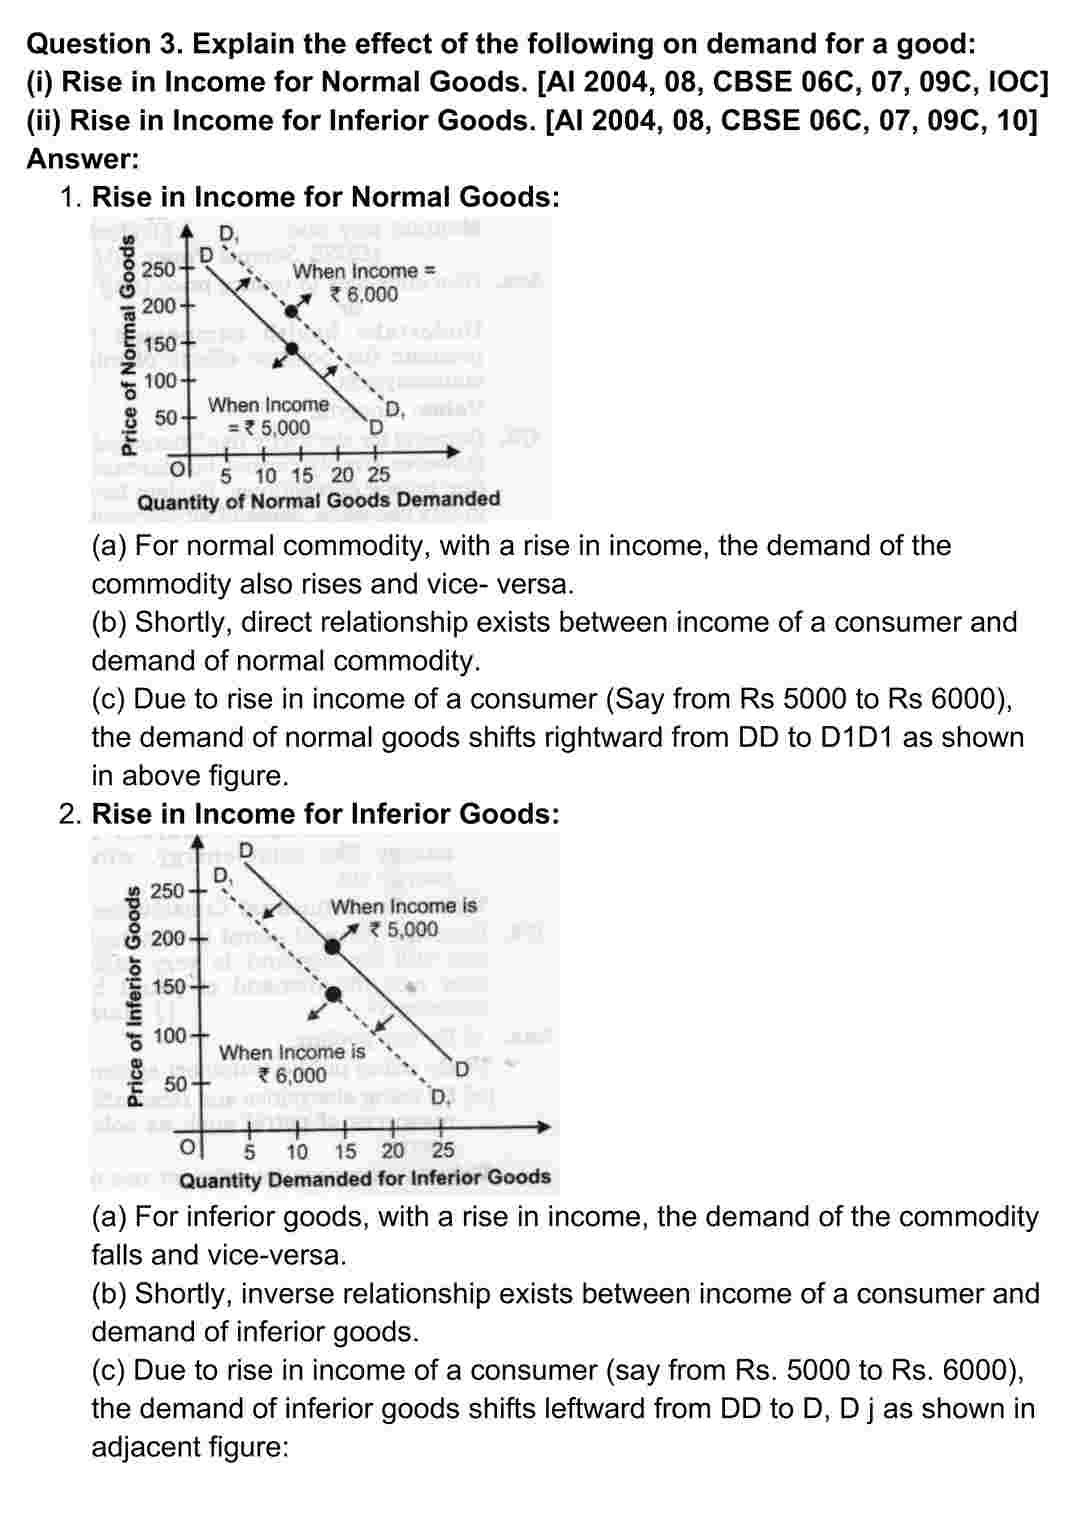 Question 3. Explain the effect of the following on demand for a good:
(i) Rise in Income for Normal Goods. [AI 2004, 08, CBSE 06C, 07, 09C, IOC]
(ii) Rise in Income for Inferior Goods. [AI 2004, 08, CBSE 06C, 07, 09C, 10]
Answer:
1. Rise in Income for Normal Goods:
Price of Normal Goods
D₁
D
250
200
150
100
50
When Income =
₹ 6,000
When Income
= ₹ 5,000
D₁
D
O
5 10 15 20 25
Quantity of Normal Goods Demanded
(a) For normal commodity, with a rise in income, the demand of the
commodity also rises and vice- versa.
(b) Shortly, direct relationship exists between income of a consumer and
demand of normal commodity.
(c) Due to rise in income of a consumer (Say from Rs 5000 to Rs 6000),
the demand of normal goods shifts rightward from DD to D1D1 as shown
in above figure.
2. Rise in Income for Inferior Goods:
Price of Inferior Goods
D
D₁
250
200
150
100
50
When Income is
₹ 5,000
When Income is
₹ 6,000
D
D₁
O
5 10 15 20 25
Quantity Demanded for Inferior Goods
(a) For inferior goods, with a rise in income, the demand of the commodity
falls and vice-versa.
(b) Shortly, inverse relationship exists between income of a consumer and
demand of inferior goods.
(c) Due to rise in income of a consumer (say from Rs. 5000 to Rs. 6000),
the demand of inferior goods shifts leftward from DD to D, D j as shown in
adjacent figure: